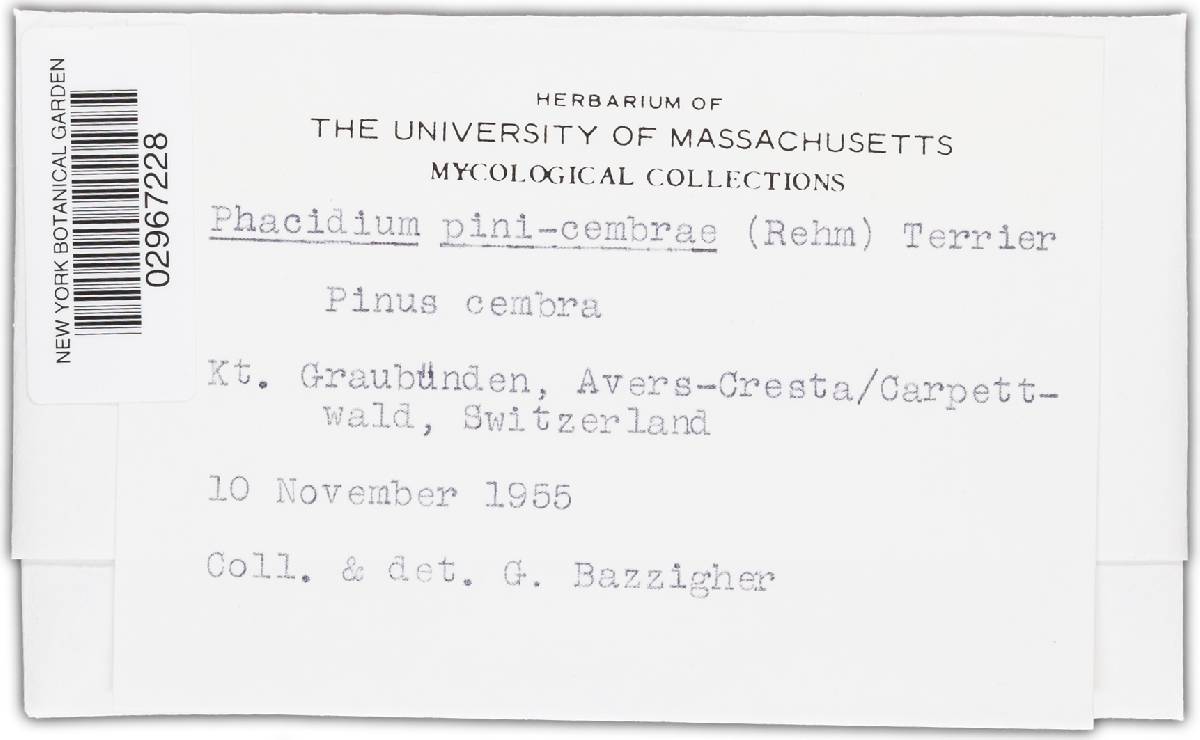 NEW YORK BOTANICAL GARDEN
02967228
HERBARIUM OF
THE UNIVERSITY OF MASSACHUSETTS
MYCOLOGICAL COLLECTIONS
Phacidium pini-cembrae (Rehm) Terrier
Pinus cembra
Kt. Graubünden, Avers-Cresta/Carpett-
wald, Switzerland
10 November 1955
Coll. & det. G. Bazzigher